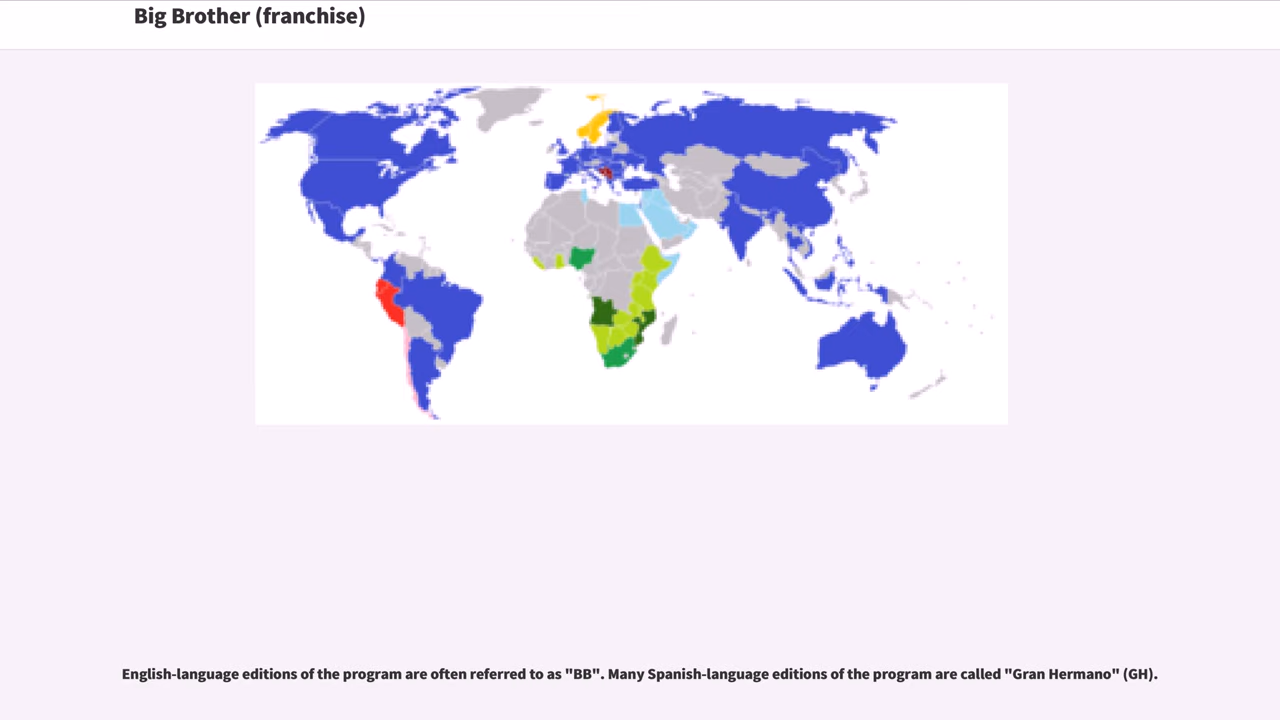 Big Brother (franchise)
English-language editions of the program are often referred to as "BB". Many Spanish-language editions of the program are called "Gran Hermano" (GH).